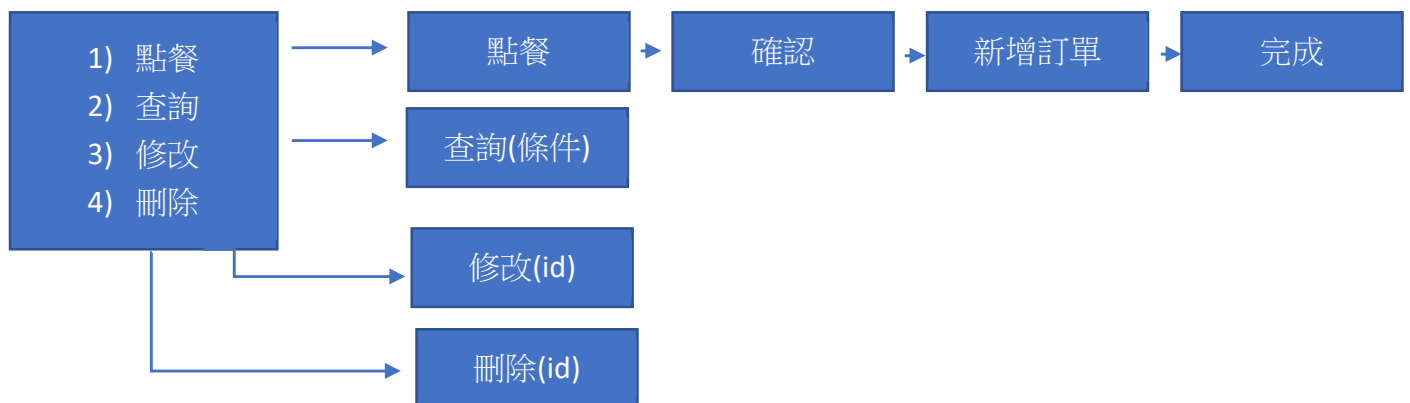 1) 點餐
2) 查詢
3) 修改
4) 刪除
點餐
確認
新增訂單
完成
查詢(條件)
修改(id)
刪除(id)